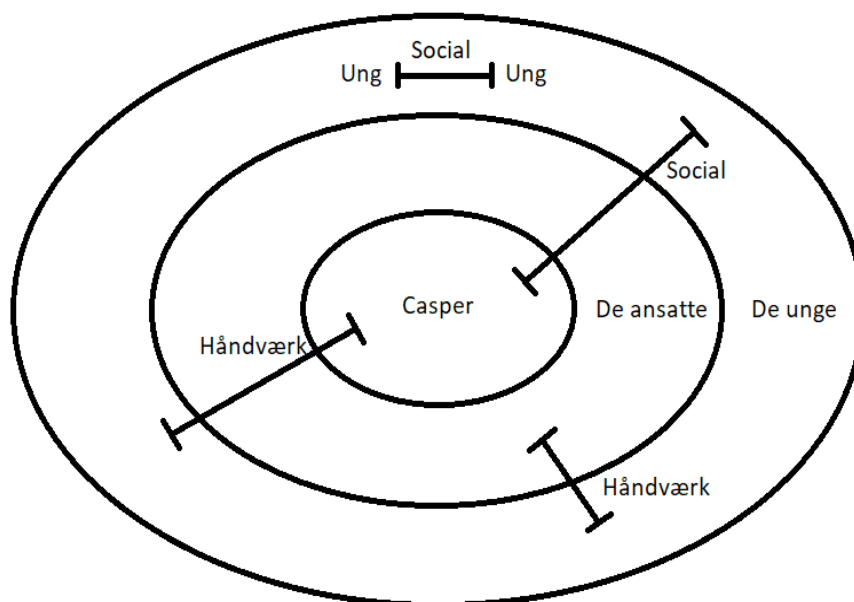 Social
Ung Ung
Social
Casper De ansatte De unge
Håndværk
Håndværk